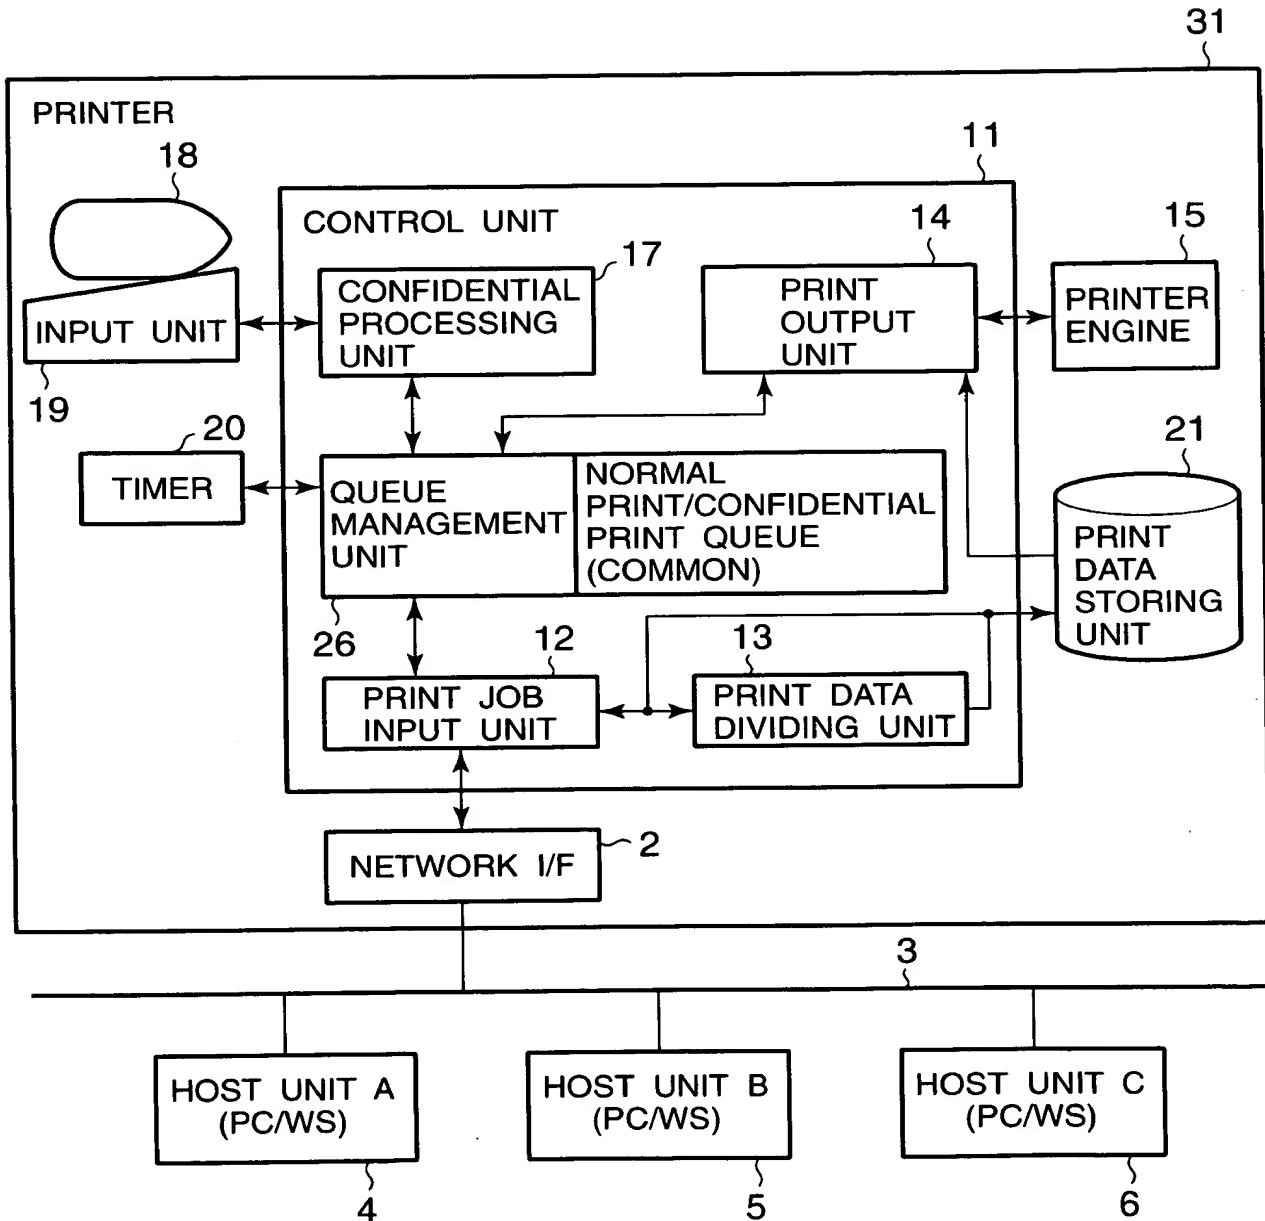 31
PRINTER
18
11
CONTROL UNIT
14
15
17
CONFIDENTIAL
PROCESSING
UNIT
PRINT
OUTPUT
UNIT
PRINTER
ENGINE
INPUT UNIT
19
20
21
TIMER
QUEUE
MANAGEMENT
UNIT
NORMAL
PRINT/CONFIDENTIAL
PRINT QUEUE
(COMMON)
PRINT
DATA
STORING
UNIT
26
12
13
PRINT JOB
INPUT UNIT
PRINT DATA
DIVIDING UNIT
2
NETWORK I/F
3
HOST UNIT A
(PC/WS)
HOST UNIT B
(PC/WS)
HOST UNIT C
(PC/WS)
4
5
6